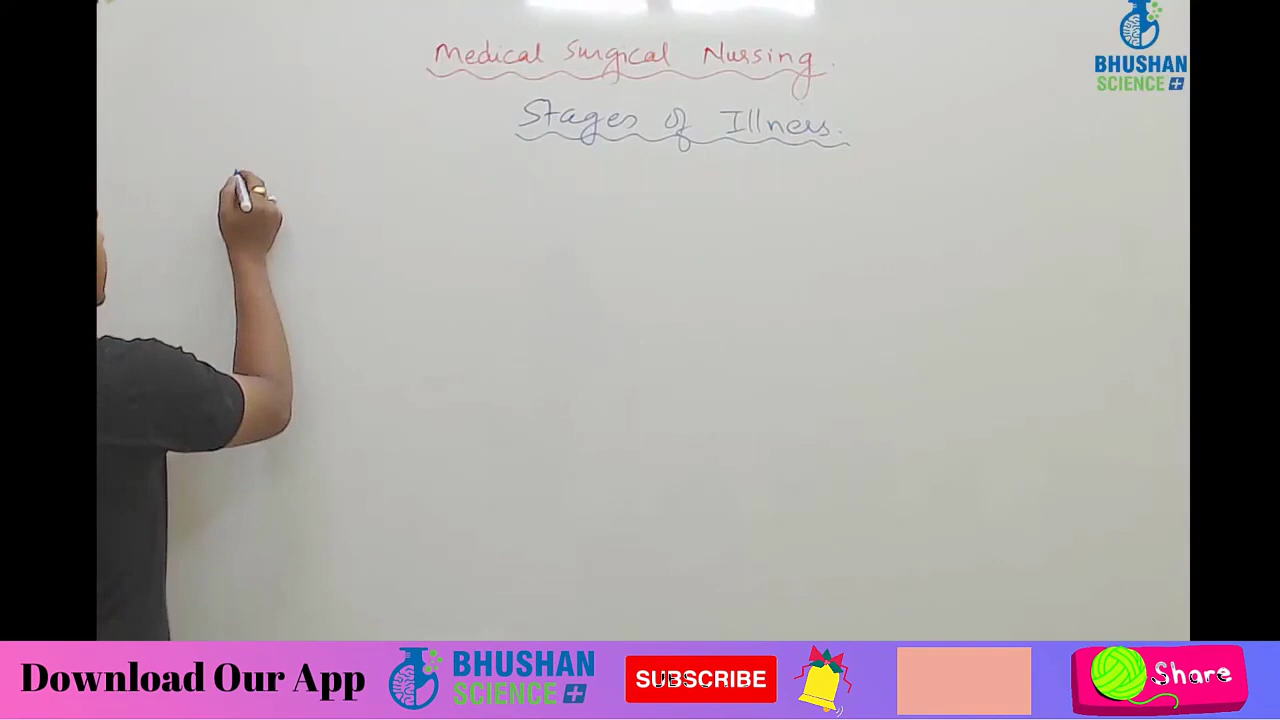 Medical Surgical Nursing.
Stages of Illness.
BHUSHAN
SCIENCE
Download Our App
BHUSHAN
SCIENCE
SUBSCRIBE
Share